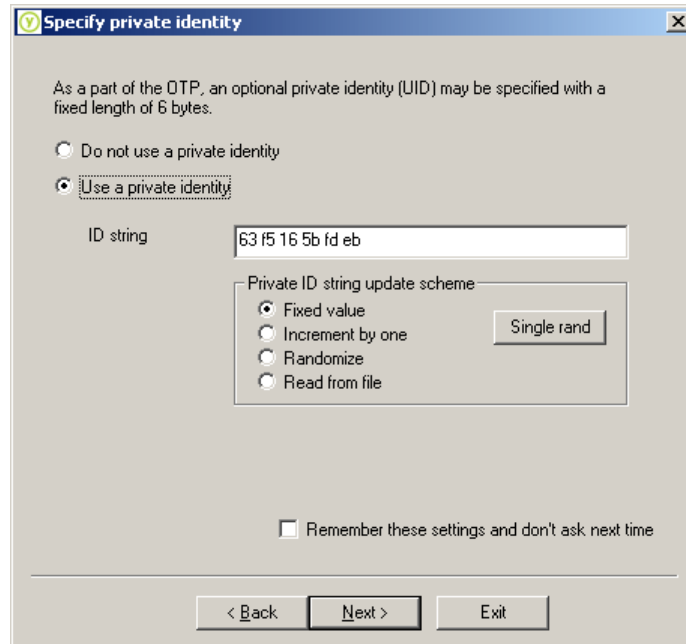 Specify private identity
As a part of the OTP, an optional private identity (UID) may be specified with a
fixed length of 6 bytes.
Do not use a private identity
Use a private identity
ID string
63 f5 16 5b fd eb
Private ID string update scheme
Fixed value
Single rand
Increment by one
Randomize
Read from file
Remember these settings and don't ask next time
< Back
Next >
Exit